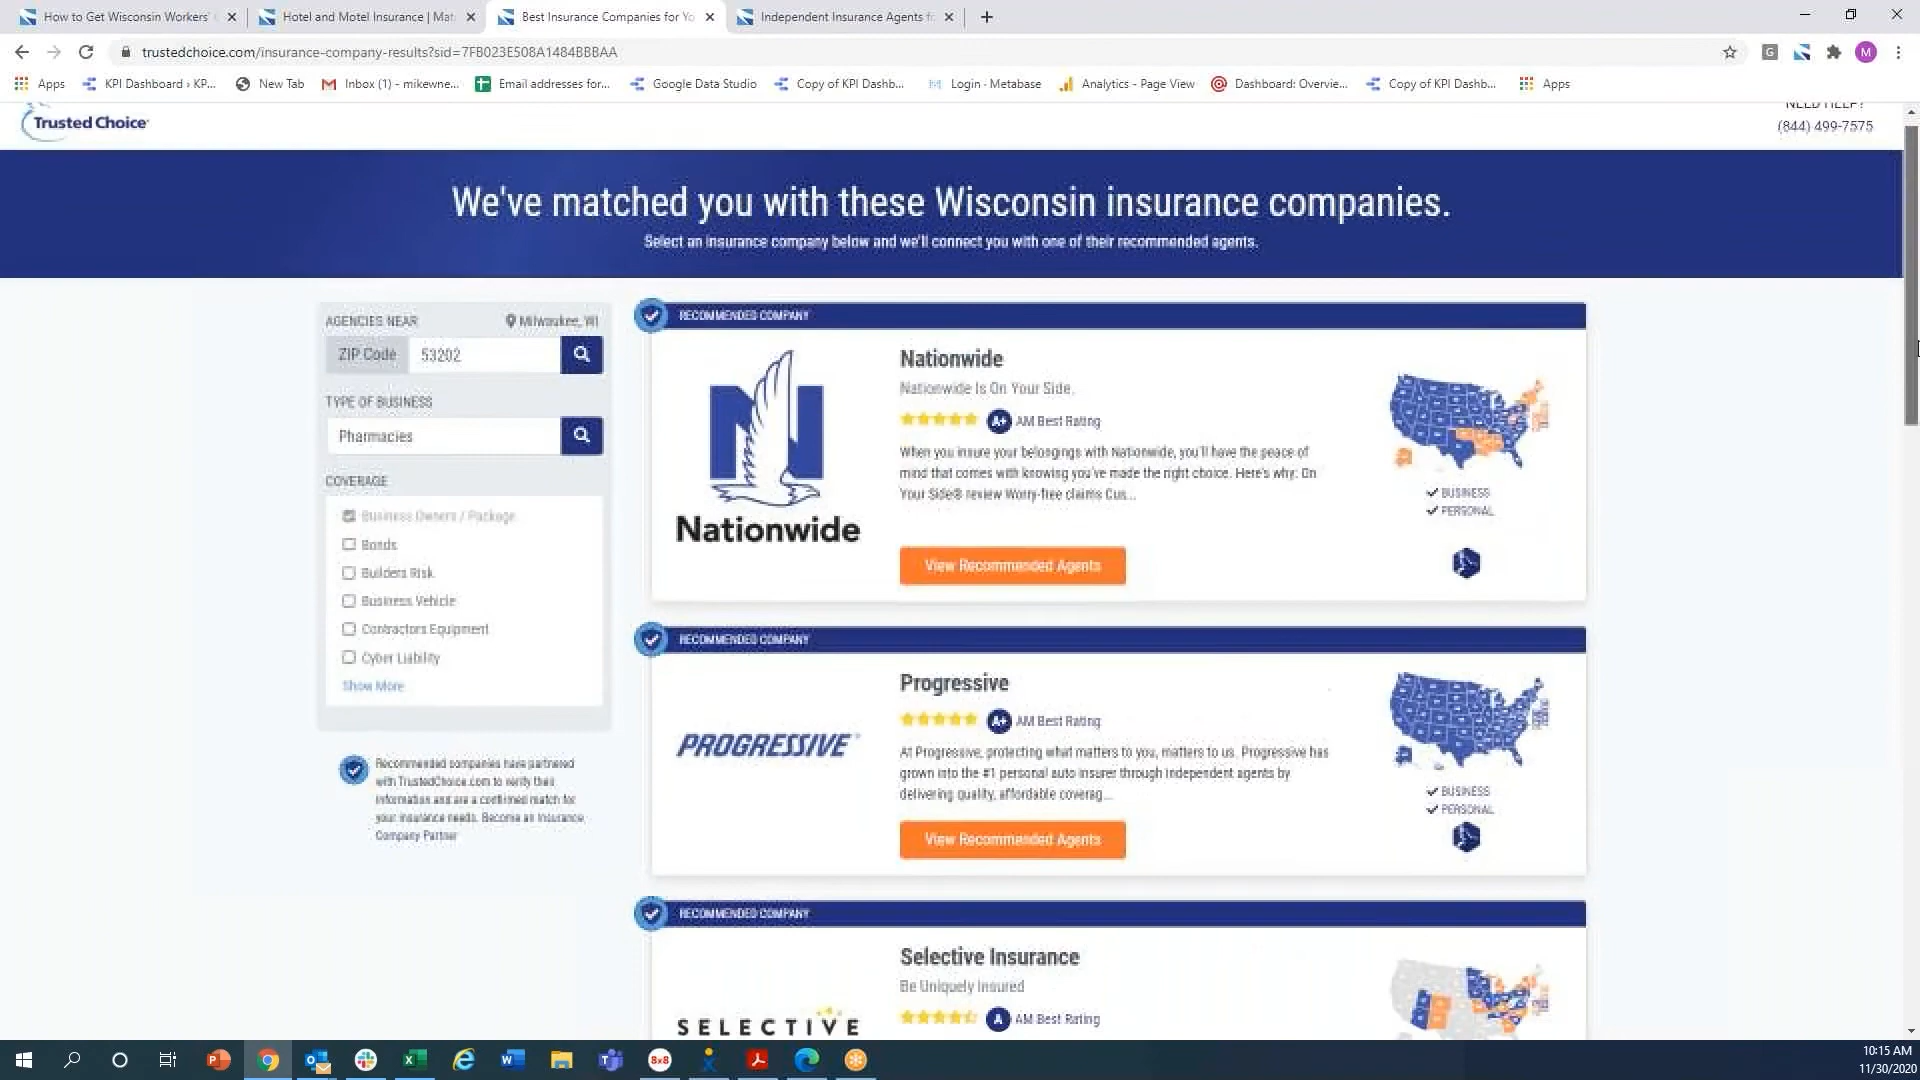 How to Get Wisconsin Workers'
Hotel and Motel Insurance | Mat
Best Insurance Companies for Yo
Independent Insurance Agents f
trustedchoice.com/insurance-company-results?sid=7FB023E508A1484BBBAA
G
M
Apps
KPI Dashboard › KP...
New Tab
Inbox (1) - mikewne...
Email addresses for...
Google Data Studio
Copy of KPI Dashb...
Login · Metabase
Analytics - Page View
Dashboard: Overvie...
Copy of KPI Dashb...
Apps
Trusted Choice
NEED HELP?
(844) 499-7575
We've matched you with these Wisconsin insurance companies.
Select an insurance company below and we'll connect you with one of their recommended agents.
AGENCIES NEAR
Milwaukee, WI
ZIP Code
53202
TYPE OF BUSINESS
Pharmacies
COVERAGE
Business Owners / Package
Bonds
Builders Risk
Business Vehicle
Contractors Equipment
Cyber Liability
Show More
Recommended companies have partnered
with TrustedChoice.com to verify their
information and are a confirmed match for
your insurance needs. Become an Insurance
Company Partner
RECOMMENDED COMPANY
Nationwide
Nationwide
Nationwide Is On Your Side.
A+ AM Best Rating
When you insure your belongings with Nationwide, you'll have the peace of
mind that comes with knowing you've made the right choice. Here's why: On
Your Side® review Worry-free claims Cus...
View Recommended Agents
BUSINESS
PERSONAL
RECOMMENDED COMPANY
PROGRESSIVE
Progressive
A+ AM Best Rating
At Progressive, protecting what matters to you, matters to us. Progressive has
grown into the #1 personal auto insurer through independent agents by
delivering quality, affordable coverag...
View Recommended Agents
BUSINESS
PERSONAL
RECOMMENDED COMPANY
SELECTIVE
Selective Insurance
Be Uniquely Insured
A AM Best Rating
8x8
10:15 AM
11/30/2020